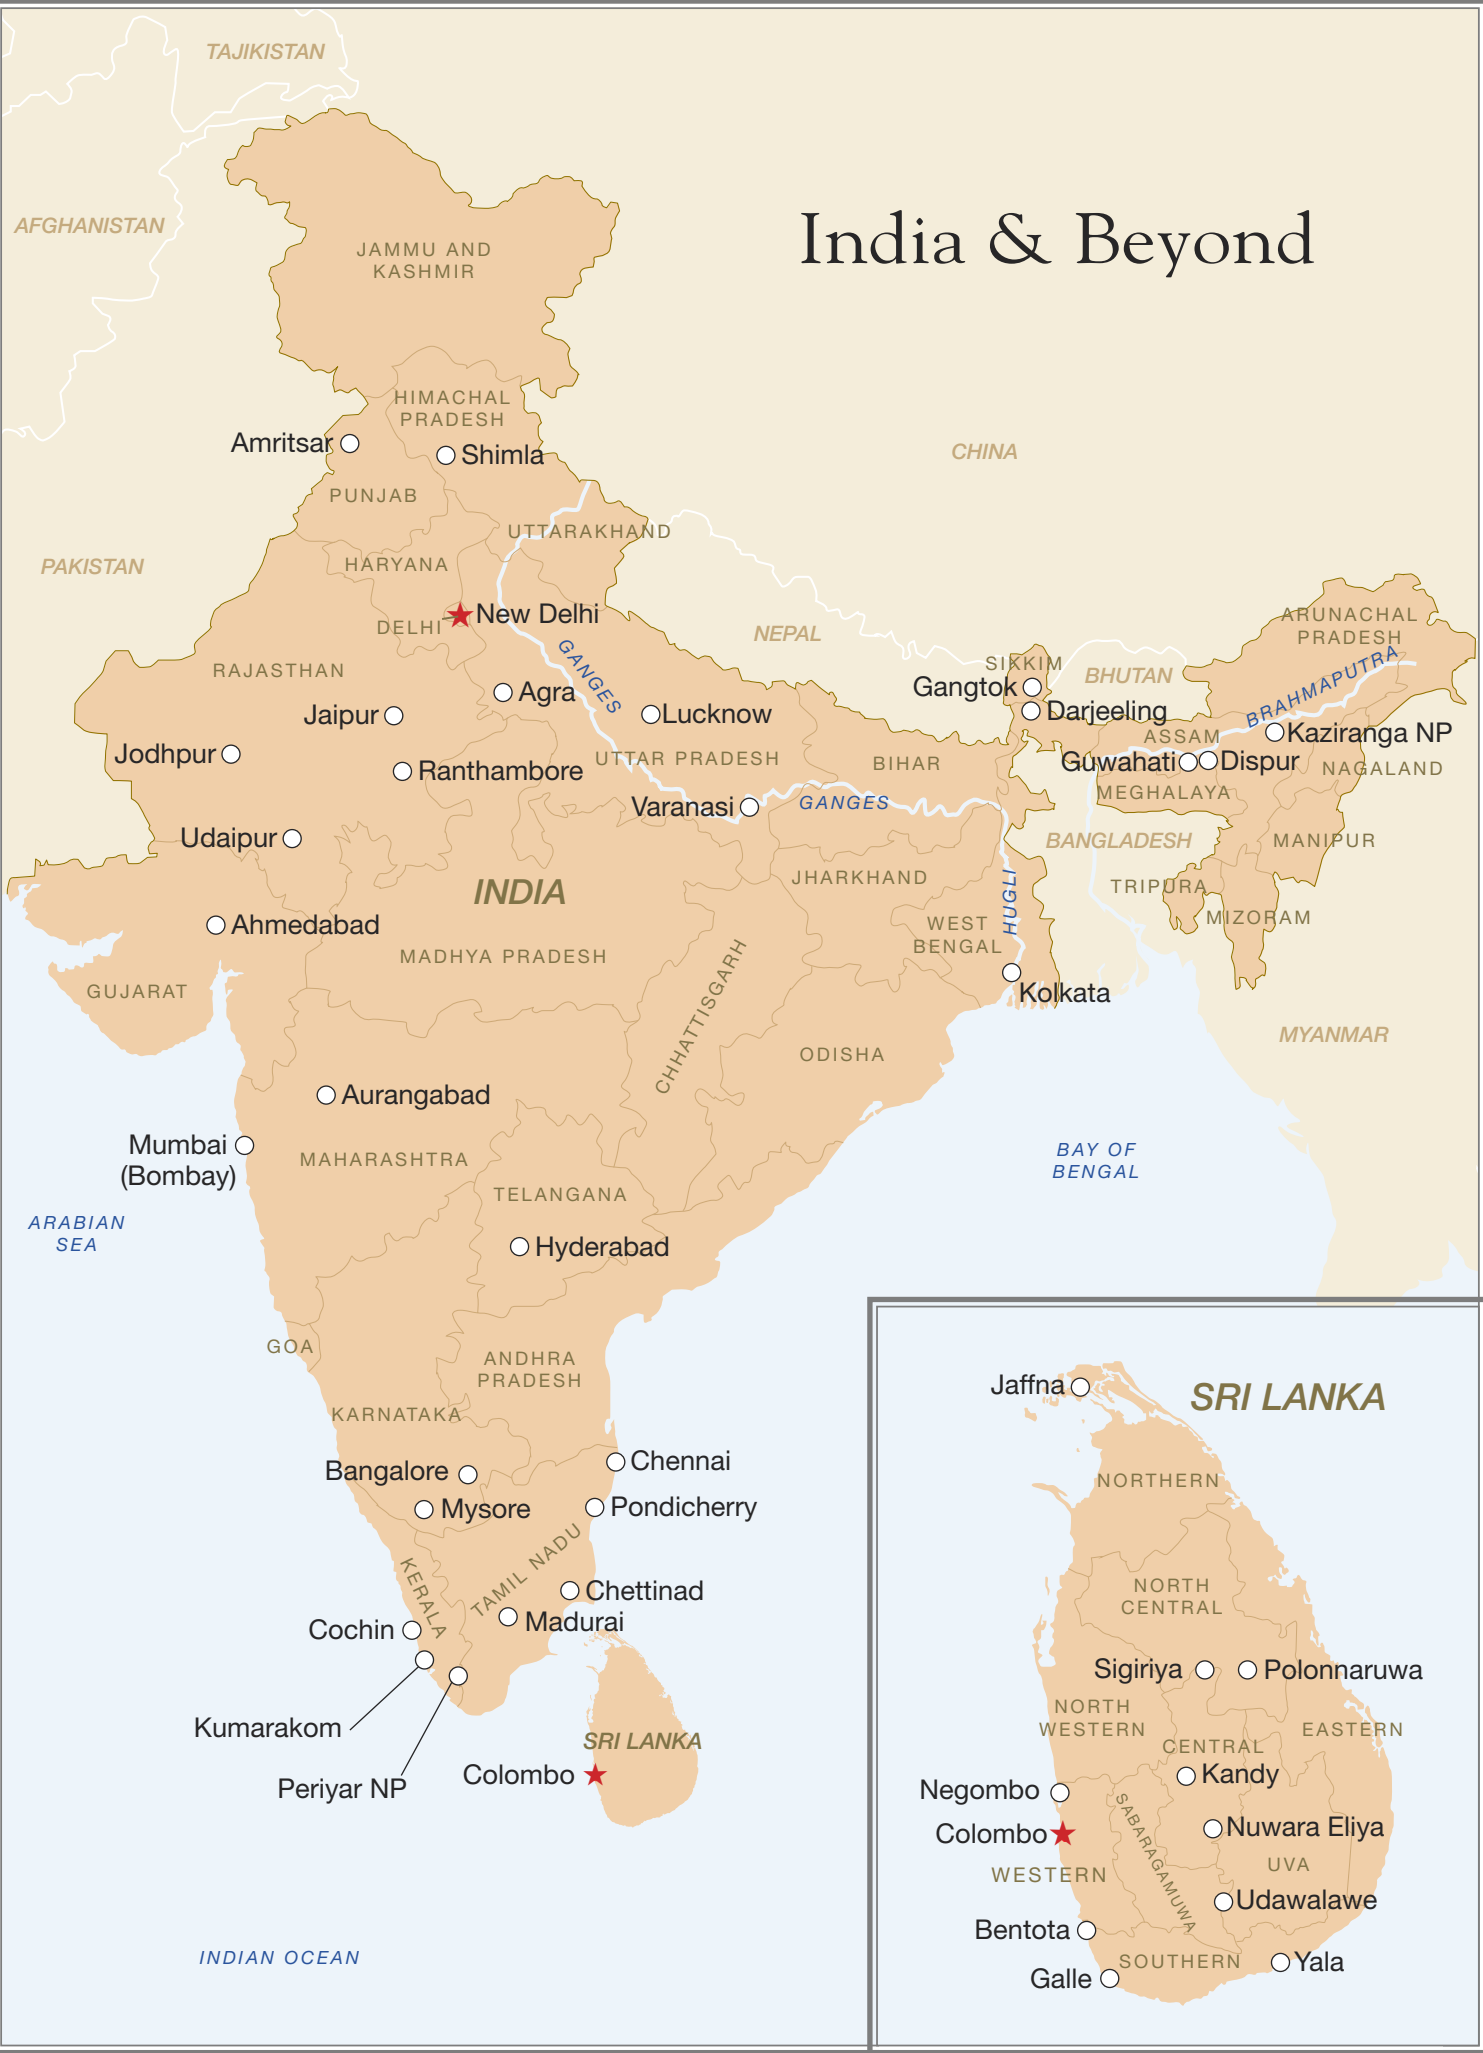 TAJIKISTAN
AFGHANISTAN
India & Beyond
JAMMU AND
KASHMIR
HIMACHAL
PRADESH
Amritsar
Shimla
CHINA
PUNJAB
UTTARAKHAND
PAKISTAN
HARYANA
New Delhi
DELHI
NEPAL
ARUNACHAL
PRADESH
GANGES
SIKKIM
BHUTAN
BRAHMAPUTRA
RAJASTHAN
Gangtok
Agra
Darjeeling
Jaipur
Lucknow
ASSAM
Kaziranga NP
Jodhpur
UTTAR PRADESH
BIHAR
Guwahati
Dispur
NAGALAND
Ranthambore
MEGHALAYA
Varanasi
GANGES
Udaipur
BANGLADESH
MANIPUR
INDIA
JHARKHAND
HUGLI
TRIPURA
Ahmedabad
WEST
BENGAL
MIZORAM
MADHYA PRADESH
CHHATTISGARH
GUJARAT
Kolkata
MYANMAR
ODISHA
Aurangabad
Mumbai
(Bombay)
MAHARASHTRA
BAY OF
BENGAL
TELANGANA
ARABIAN
SEA
Hyderabad
GOA
ANDHRA
PRADESH
KARNATAKA
Chennai
Bangalore
Mysore
Pondicherry
KERALA
TAMIL NADU
Chettinad
Madurai
Cochin
Kumarakom
SRI LANKA
Colombo
Periyar NP
INDIAN OCEAN
Jaffna
SRI LANKA
NORTHERN
NORTH
CENTRAL
Sigiriya
Polonnaruwa
NORTH
WESTERN
EASTERN
CENTRAL
Kandy
Negombo
SABARAGAMUWA
Colombo
Nuwara Eliya
WESTERN
UVA
Udawalawe
Bentota
SOUTHERN
Yala
Galle